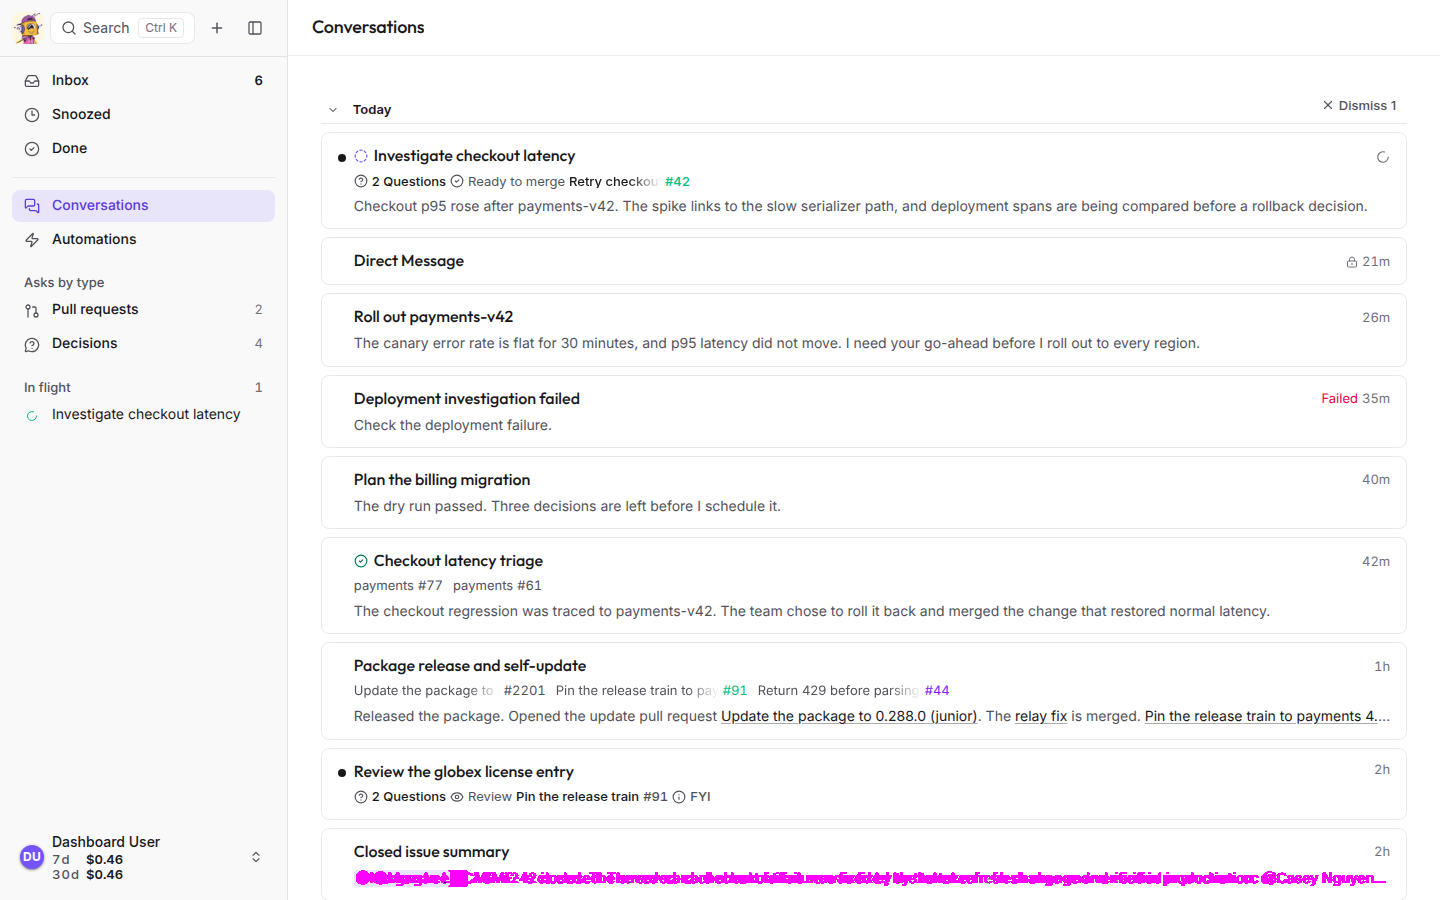 Search Ctrl K
Inbox 6
Snoozed
Done
Conversations
Automations
Asks by type
Pull requests 2
Decisions 4
In flight 1
Investigate checkout latency
DU Dashboard User
7d $0.46
30d $0.46
Conversations
Today Dismiss 1
Investigate checkout latency
2 Questions Ready to merge Retry checkou #42
Checkout p95 rose after payments-v42. The spike links to the slow serializer path, and deployment spans are being compared before a rollback decision.
Direct Message 21m
Roll out payments-v42 26m
The canary error rate is flat for 30 minutes, and p95 latency did not move. I need your go-ahead before I roll out to every region.
Deployment investigation failed Failed 35m
Check the deployment failure.
Plan the billing migration 40m
The dry run passed. Three decisions are left before I schedule it.
Checkout latency triage 42m
payments #77 payments #61
The checkout regression was traced to payments-v42. The team chose to roll it back and merged the change that restored normal latency.
Package release and self-update 1h
Update the package to #2201 Pin the release train to pay #91 Return 429 before parsing #44
Released the package. Opened the update pull request Update the package to 0.288.0 (junior). The relay fix is merged. Pin the release train to payments 4....
Review the globex license entry 2h
2 Questions Review Pin the release train #91 FYI
Closed issue summary 2h
Casey Nguyen